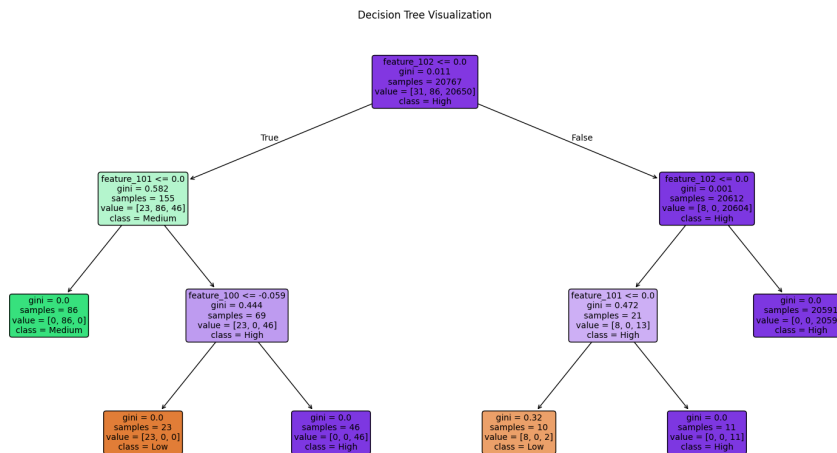 Decision Tree Visualization
feature_102 <= 0.0
gini = 0.011
samples = 20767
value = [31, 86, 20650]
class = High
True
False
feature_101 <= 0.0
gini = 0.582
samples = 155
value = [23, 86, 46]
class = Medium
feature_102 <= 0.0
gini = 0.001
samples = 20612
value = [8, 0, 20604]
class = High
gini = 0.0
samples = 86
value = [0, 86, 0]
class = Medium
feature_100 <= -0.059
gini = 0.444
samples = 69
value = [23, 0, 46]
class = High
feature_101 <= 0.0
gini = 0.472
samples = 21
value = [8, 0, 13]
class = High
gini = 0.0
samples = 20591
value = [0, 0, 2059
class = High
gini = 0.0
samples = 23
value = [23, 0, 0]
class = Low
gini = 0.0
samples = 46
value = [0, 0, 46]
class = High
gini = 0.32
samples = 10
value = [8, 0, 2]
class = Low
gini = 0.0
samples = 11
value = [0, 0, 11]
class = High